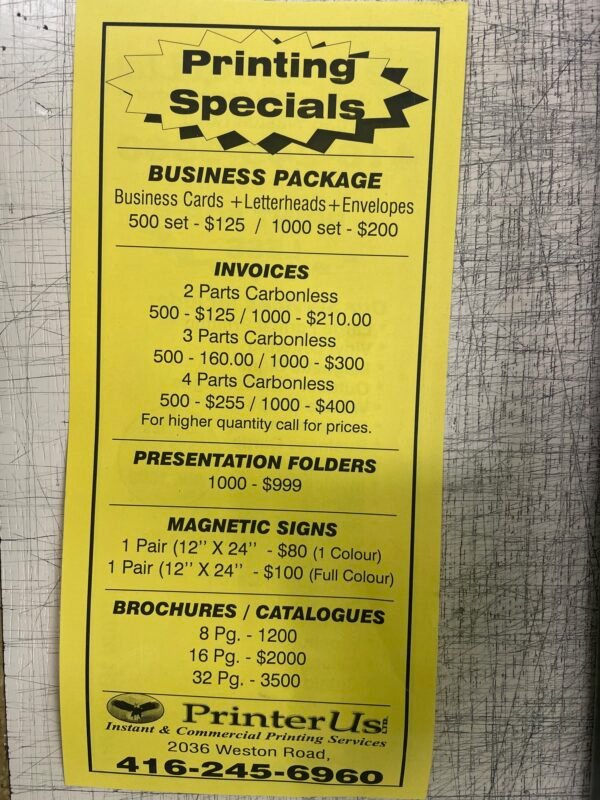 Printing
Specials
BUSINESS PACKAGE
Business Cards +Letterheads+Envelopes
500 set - $125 / 1000 set - $200
INVOICES
2 Parts Carbonless
500 - $125 / 1000 - $210.00
3 Parts Carbonless
500 - 160.00 / 1000 - $300
4 Parts Carbonless
500 - $255 / 1000 - $400
For higher quantity call for prices.
PRESENTATION FOLDERS
1000 - $999
MAGNETIC SIGNS
1 Pair (12'' X 24'' - $80 (1 Colour)
1 Pair (12'' X 24'' - $100 (Full Colour)
BROCHURES / CATALOGUES
8 Pg. - 1200
16 Pg. - $2000
32 Pg. - 3500
PrinterUs LTD.
Instant & Commercial Printing Services
2036 Weston Road,
416-245-6960